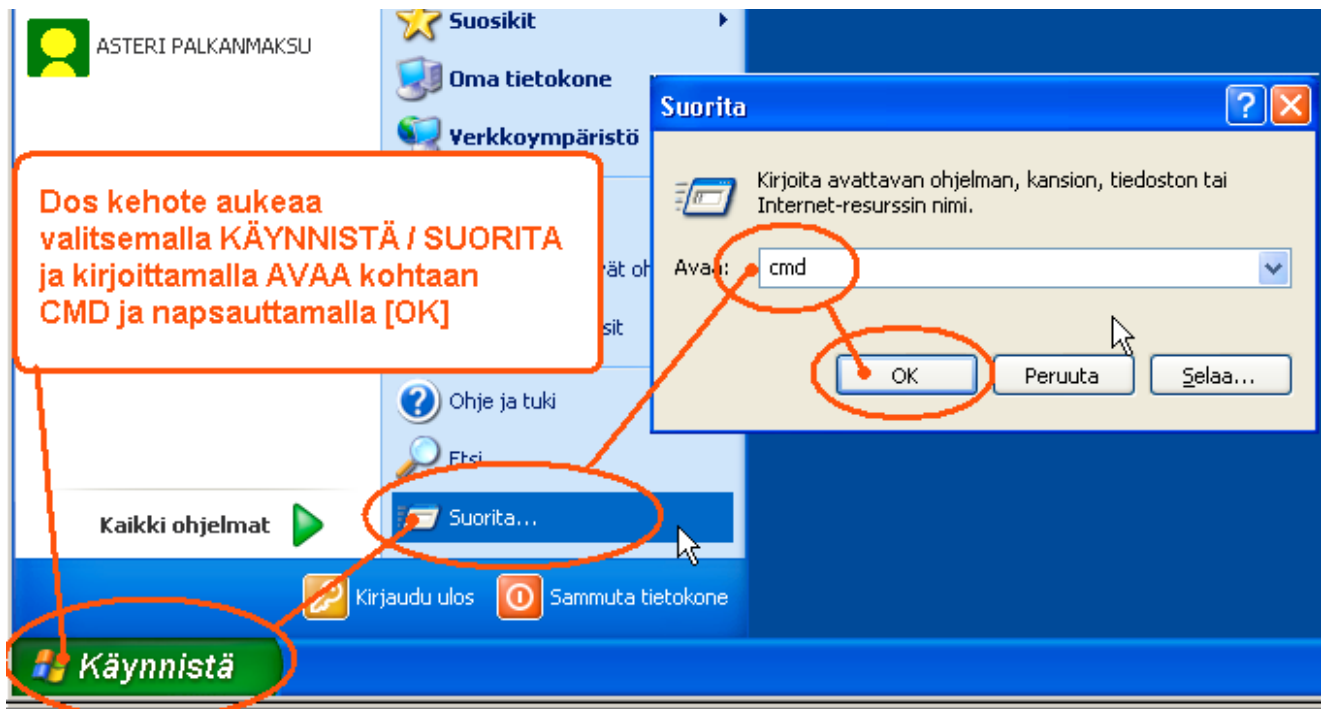 ASTERI PALKANMAKSU
Suosikit
Oma tietokone
Verkkoympäristö
Dos kehote aukeaa
valitsemalla KÄYNNISTÄ / SUORITA
ja kirjoittamalla AVAA kohtaan
CMD ja napsauttamalla [OK]
Ohje ja tuki
Etsi...
Suorita...
Kaikki ohjelmat
Kirjaudu ulos
Sammuta tietokone
Käynnistä
Suorita
Kirjoita avattavan ohjelman, kansion, tiedoston tai
Internet-resurssin nimi.
Avaa: cmd
OK Peruuta Selaa...